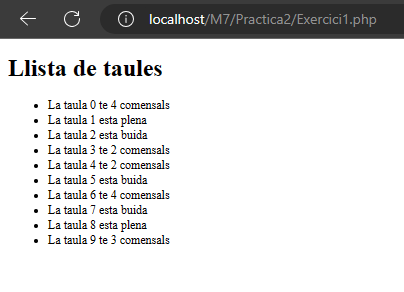 localhost/M7/Practica2/Exercici1.php
Llista de taules
La taula 0 te 4 comensals
La taula 1 esta plena
La taula 2 esta buida
La taula 3 te 2 comensals
La taula 4 te 2 comensals
La taula 5 esta buida
La taula 6 te 4 comensals
La taula 7 esta buida
La taula 8 esta plena
La taula 9 te 3 comensals